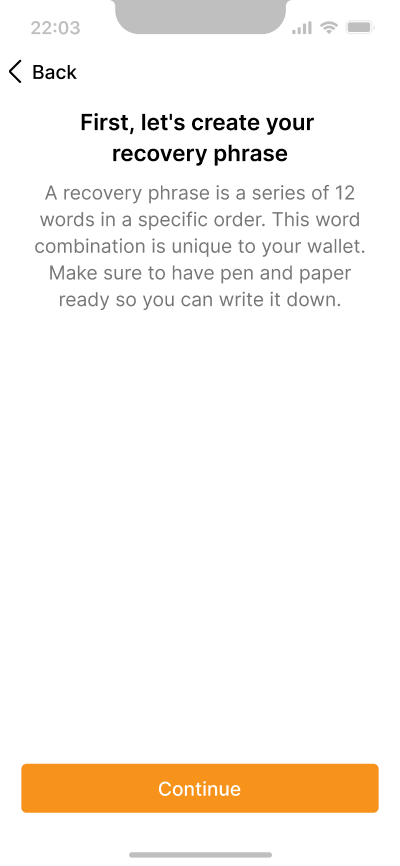 22:03
Back
First, let's create your
recovery phrase
A recovery phrase is a series of 12
words in a specific order. This word
combination is unique to your wallet.
Make sure to have pen and paper
ready so you can write it down.
Continue